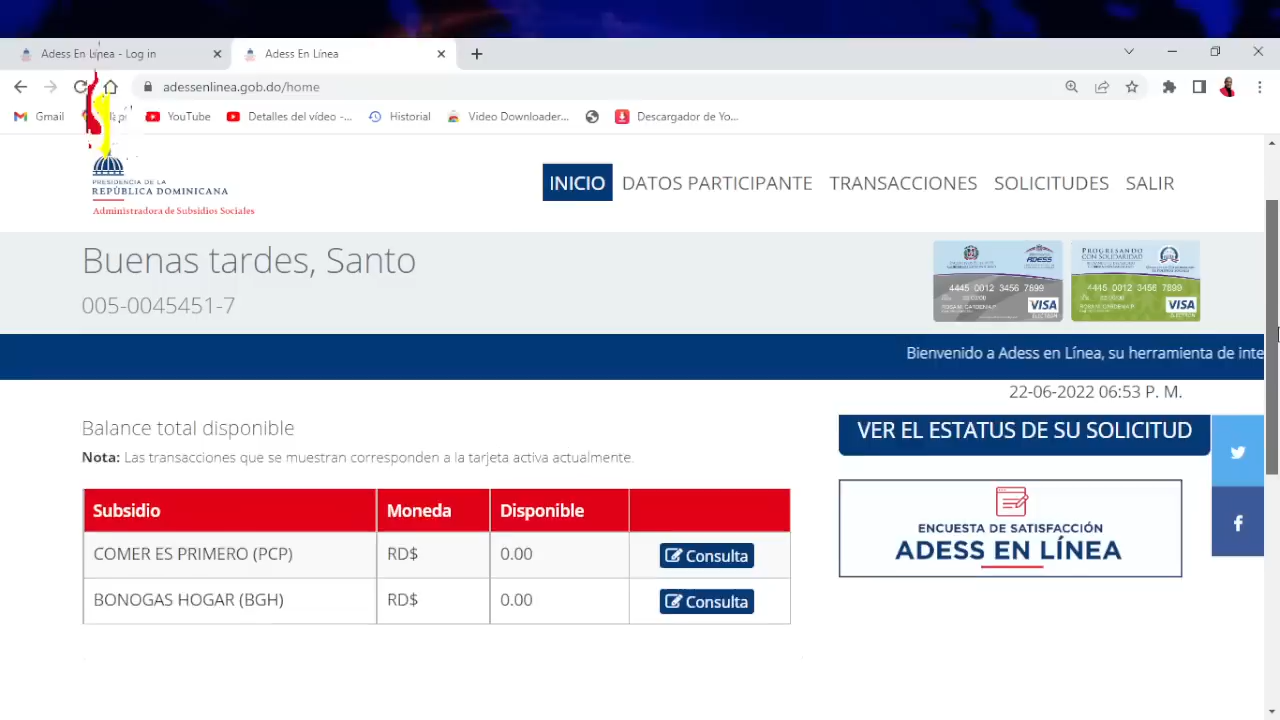 Adess En Línea - Log in
Adess En Línea
adessenlinea.gob.do/home
Gmail
YouTube
Detalles del vídeo -...
Historial
Video Downloader...
Descargador de Yo...
PRESIDENCIA DE LA
REPÚBLICA DOMINICANA
Administradora de Subsidios Sociales
INICIO
DATOS PARTICIPANTE
TRANSACCIONES
SOLICITUDES
SALIR
Buenas tardes, Santo
005-0045451-7
ADESS
4445 0012 3456 7899
VISA
PROGRESANDO
CON SOLIDARIDAD
4445 0012 3456 7899
VISA
Bienvenido a Adess en Línea, su herramienta de inte
22-06-2022 06:53 P. M.
Balance total disponible
Nota: Las transacciones que se muestran corresponden a la tarjeta activa actualmente.
VER EL ESTATUS DE SU SOLICITUD
Subsidio Moneda Disponible
COMER ES PRIMERO (PCP) RD$ 0.00 Consulta
BONOGAS HOGAR (BGH) RD$ 0.00 Consulta
ENCUESTA DE SATISFACCIÓN
ADESS EN LÍNEA